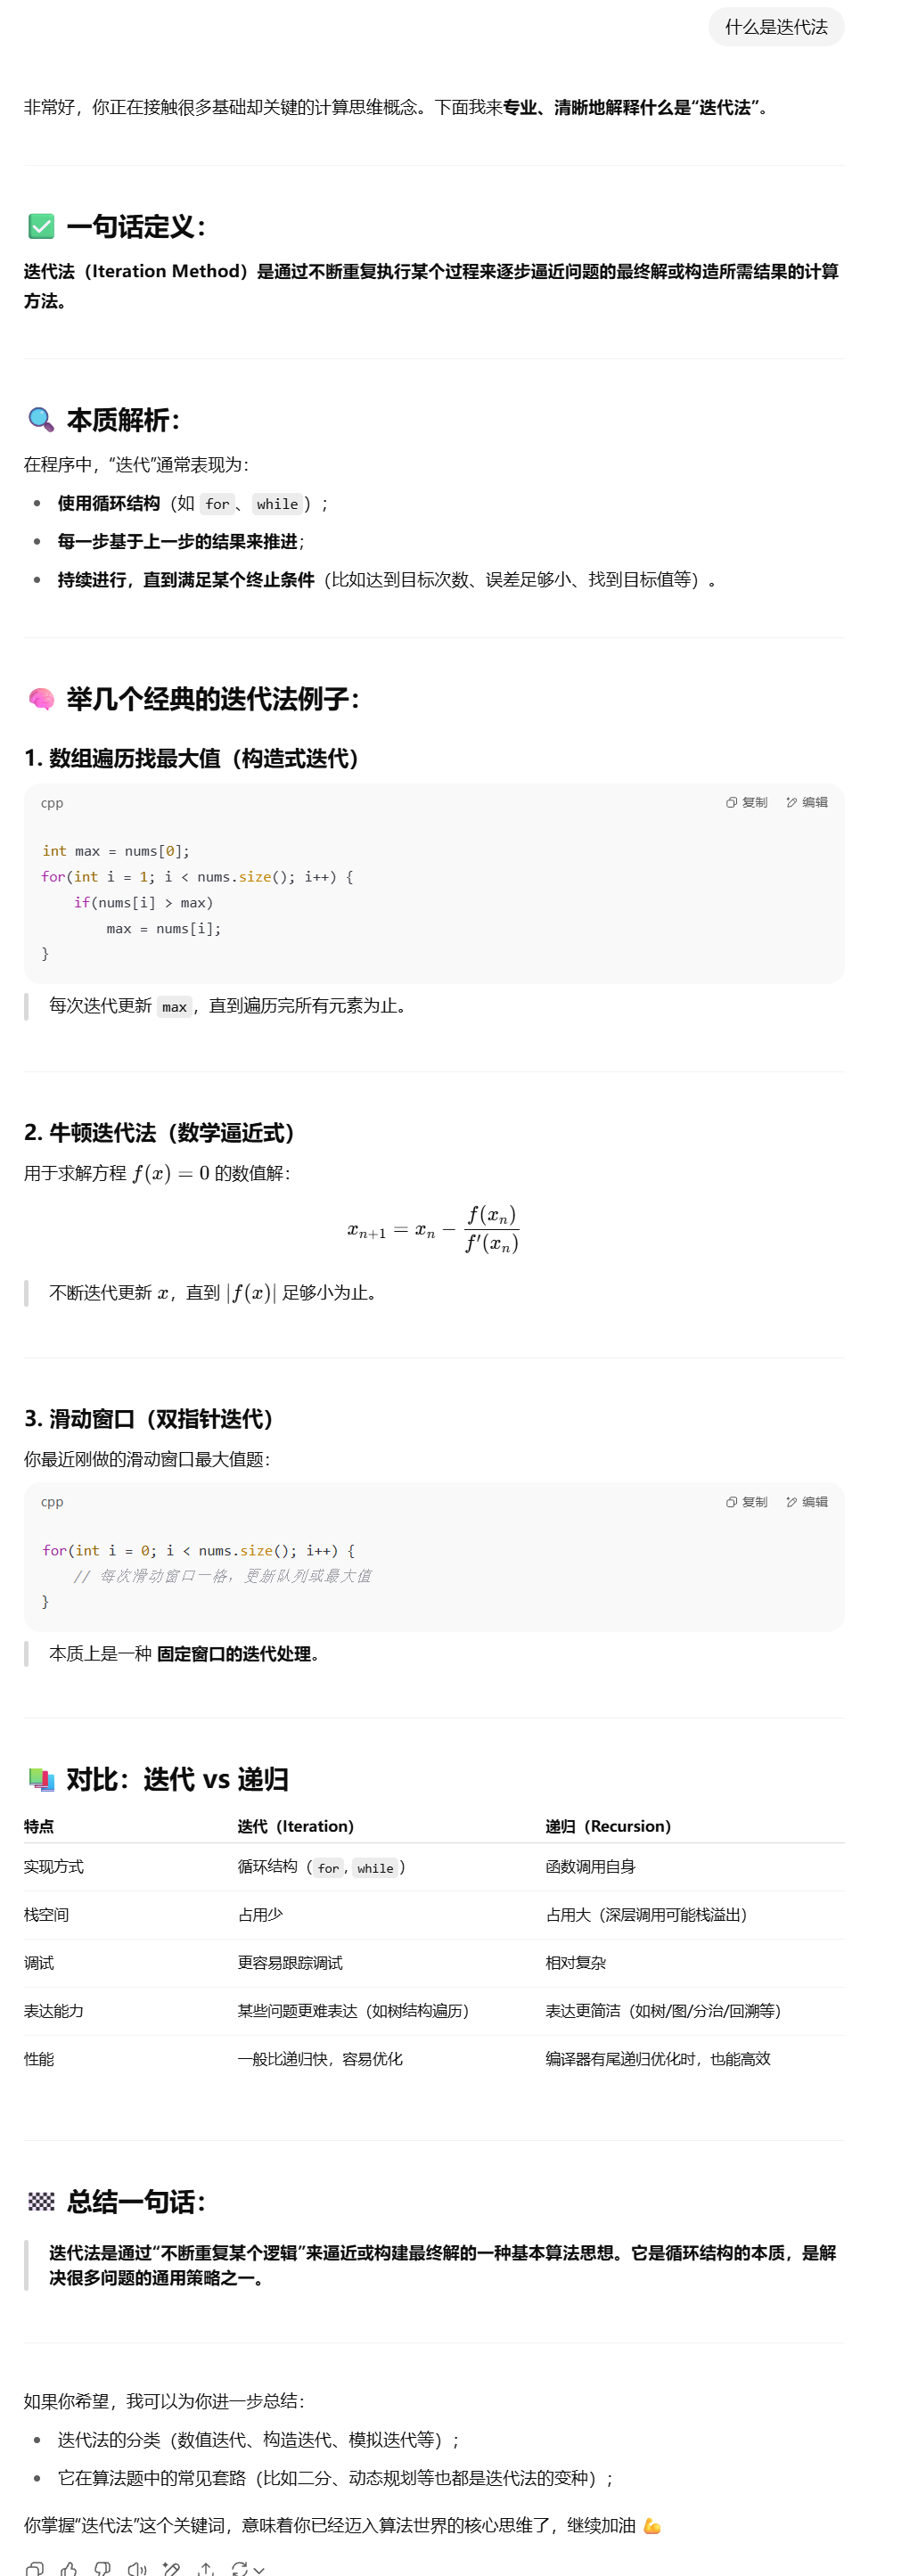 什么是迭代法
非常好，你正在接触很多基础却关键的计算思维概念。下面我来专业、清晰地解释什么是“迭代法”。
✅ 一句话定义：
迭代法（Iteration Method）是通过不断重复执行某个过程来逐步逼近问题的最终解或构造所需结果的计算
方法。
🔍 本质解析：
在程序中，“迭代”通常表现为：
• 使用循环结构（如 for、while）；
• 每一步基于上一步的结果来推进；
• 持续进行，直到满足某个终止条件（比如达到目标次数、误差足够小、找到目标值等）。
🧠 举几个经典的迭代法例子：
1. 数组遍历找最大值（构造式迭代）
cpp 复制 编辑
int max = nums[0];
for(int i = 1; i < nums.size(); i++) {
    if(nums[i] > max)
        max = nums[i];
}
每次迭代更新 max，直到遍历完所有元素为止。
2. 牛顿迭代法（数学逼近式）
用于求解方程 f(x) = 0 的数值解：
x_{n+1} = x_n − \frac{f(x_n)}{f'(x_n)}
不断迭代更新 x，直到 |f(x)| 足够小为止。
3. 滑动窗口（双指针迭代）
你最近刚做的滑动窗口最大值题：
cpp 复制 编辑
for(int i = 0; i < nums.size(); i++) {
    // 每次滑动窗口一格，更新队列或最大值
}
本质上是一种 固定窗口的迭代处理。
📚 对比：迭代 vs 递归
特点 迭代（Iteration） 递归（Recursion）
实现方式 循环结构（for, while） 函数调用自身
栈空间 占用少 占用大（深层调用可能栈溢出）
调试 更容易跟踪调试 相对复杂
表达能力 某些问题更难表达（如树结构遍历） 表达更简洁（如树/图/分治/回溯等）
性能 一般比递归快，容易优化 编译器有尾递归优化时，也能高效
🏁 总结一句话：
迭代法是通过“不断重复某个逻辑”来逼近或构建最终解的一种基本算法思想。它是循环结构的本质，是解
决很多问题的通用策略之一。
如果你希望，我可以为你进一步总结：
• 迭代法的分类（数值迭代、构造迭代、模拟迭代等）；
• 它在算法题中的常见套路（比如二分、动态规划等也都是迭代法的变种）；
你掌握“迭代法”这个关键词，意味着你已经迈入算法世界的核心思维了，继续加油 💪